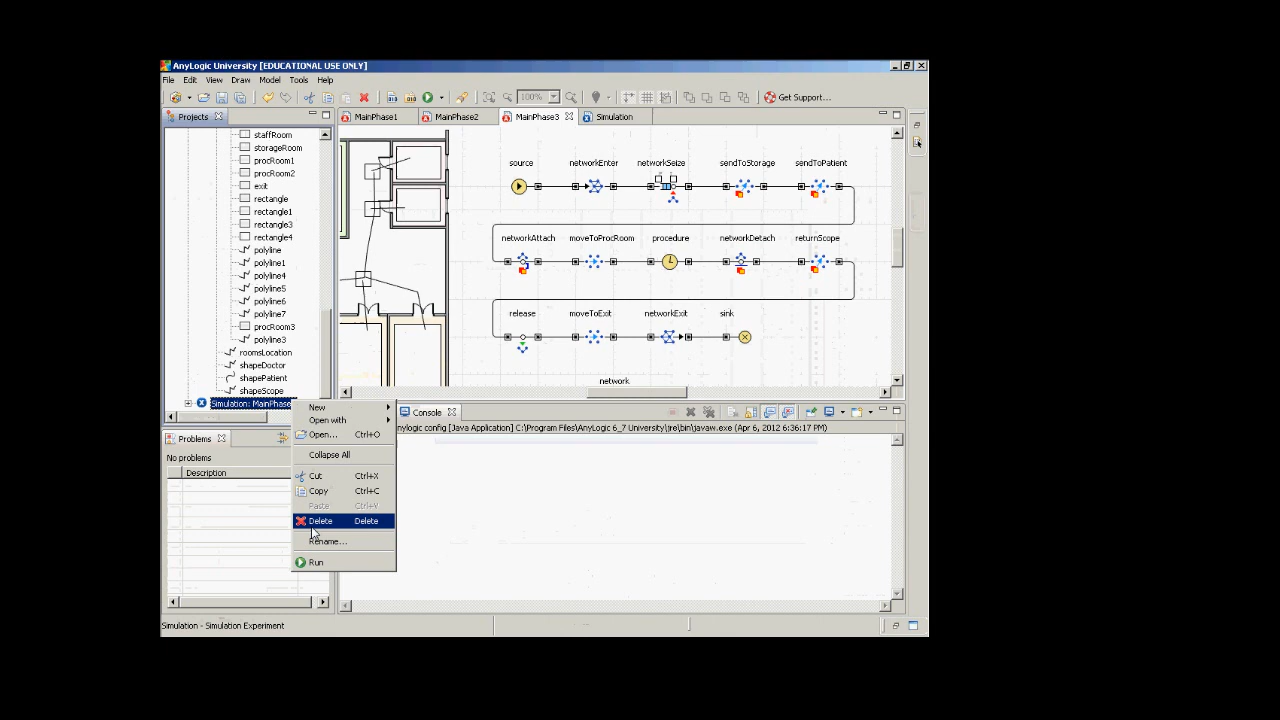 AnyLogic University [EDUCATIONAL USE ONLY]
File Edit View Draw Model Tools Help
100% Get Support...
Projects MainPhase1 MainPhase2 MainPhase3 Simulation
staffRoom
storageRoom
procRoom1
procRoom2
exit
rectangle
rectangle1
rectangle3
rectangle4
polyline
polyline1
polyline4
polyline5
polyline6
polyline7
procRoom3
polyline3
roomsLocation
shapeDoctor
shapePatient
shapeScope
Simulation: MainPhase
source networkEnter networkSeize sendToStorage sendToPatient
networkAttach moveToProcRoom procedure networkDetach returnScope
release moveToExit networkExit sink
network
New
Open with
Open... Ctrl+O
Collapse All
Cut Ctrl+X
Copy Ctrl+C
Paste Ctrl+V
Delete Delete
Rename...
Run
Problems
No problems
Description
Console
nylogic config [Java Application] C:\Program Files\AnyLogic 6_7 University\jre\bin\javaw.exe (Apr 6, 2012 6:36:17 PM)
Simulation - Simulation Experiment